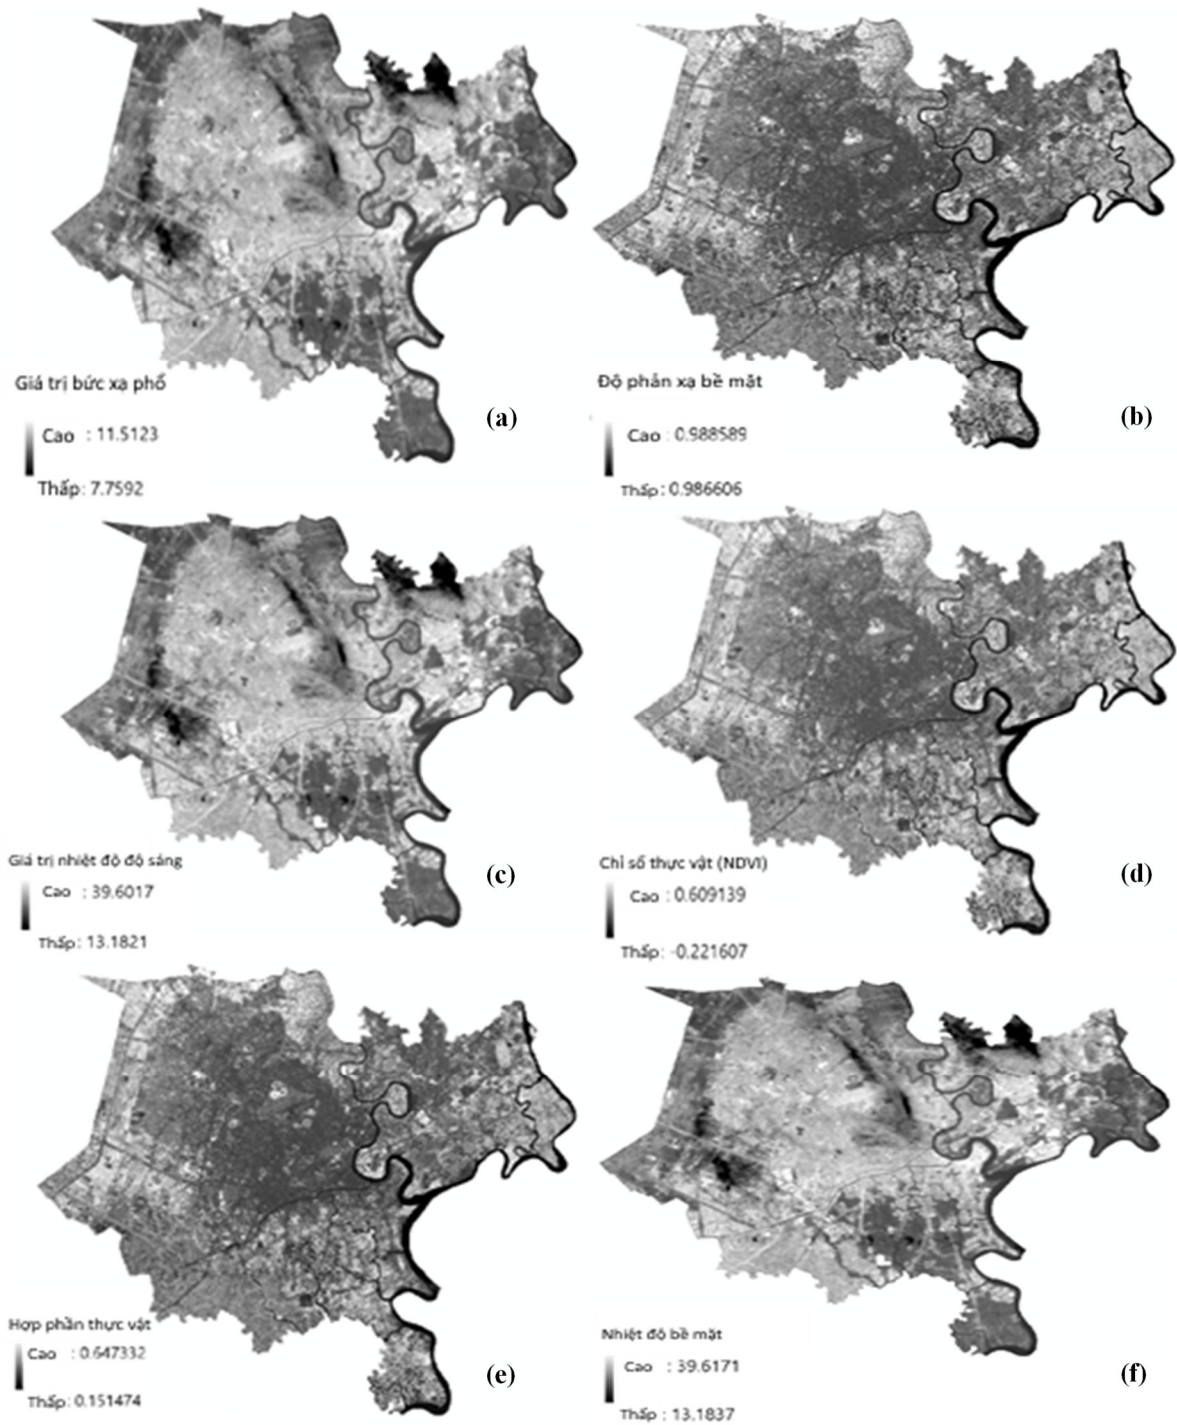 Giá trị bức xạ phổ
Cao : 11.5123
(a)
Thấp: 7.7592
Độ phản xạ bề mặt
Cao : 0.988589
(b)
Thấp : 0.986606
Giá trị nhiệt độ độ sáng
Cao : 39.6017
(c)
Thấp: 13.1821
Chỉ số thực vật (NDVI)
Cao : 0.609139
(d)
Thấp: -0.221607
Hợp phần thực vật
Cao : 0.647332
(e)
Thấp: 0.151474
Nhiệt độ bề mặt
Cao : 39.6171
(f)
Thấp : 13.1837